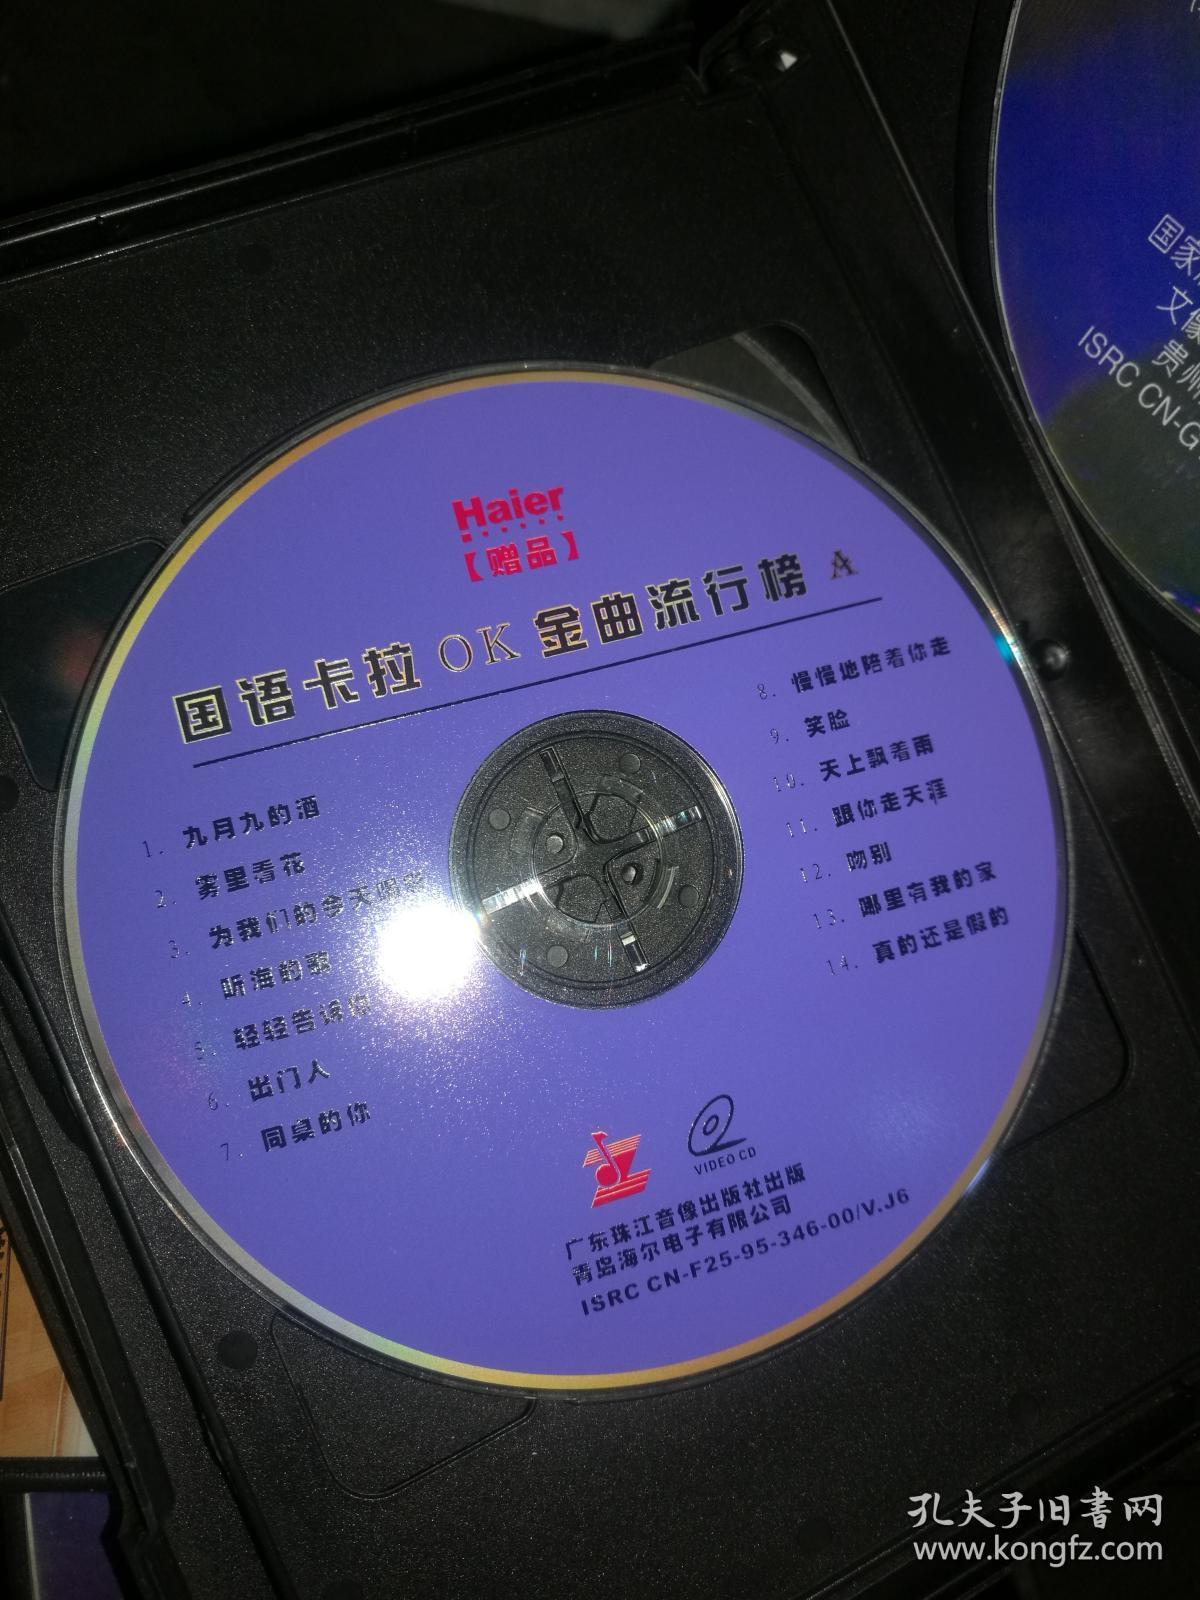 Haier
【赠品】
国语卡拉OK金曲流行榜 A
1. 九月九的酒
2. 雾里看花
3. 为我们的今天喝彩
4. 听海的歌
5. 轻轻告诉你
6. 出门人
7. 同桌的你
8. 慢慢地陪着你走
9. 笑脸
10. 天上飘着雨
11. 跟你走天涯
12. 吻别
13. 哪里有我的家
14. 真的还是假的
VIDEO CD
广东珠江音像出版社出版
青岛海尔电子有限公司
ISRC CN-F25-95-346-00/V.J6
国家
文像
贵州
ISRC CN-G
孔夫子旧书网
www.kongfz.com